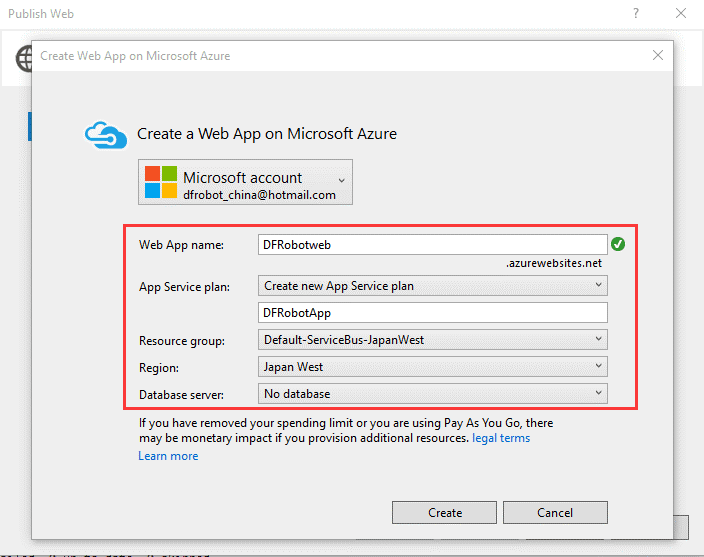 Publish Web
?
Create Web App on Microsoft Azure
Create a Web App on Microsoft Azure
Microsoft account
dfrobot_china@hotmail.com
Web App name: DFRobotweb
.azurewebsites.net
App Service plan: Create new App Service plan
DFRobotApp
Resource group: Default-ServiceBus-JapanWest
Region: Japan West
Database server: No database
If you have removed your spending limit or you are using Pay As You Go, there
may be monetary impact if you provision additional resources. legal terms
Learn more
Create Cancel